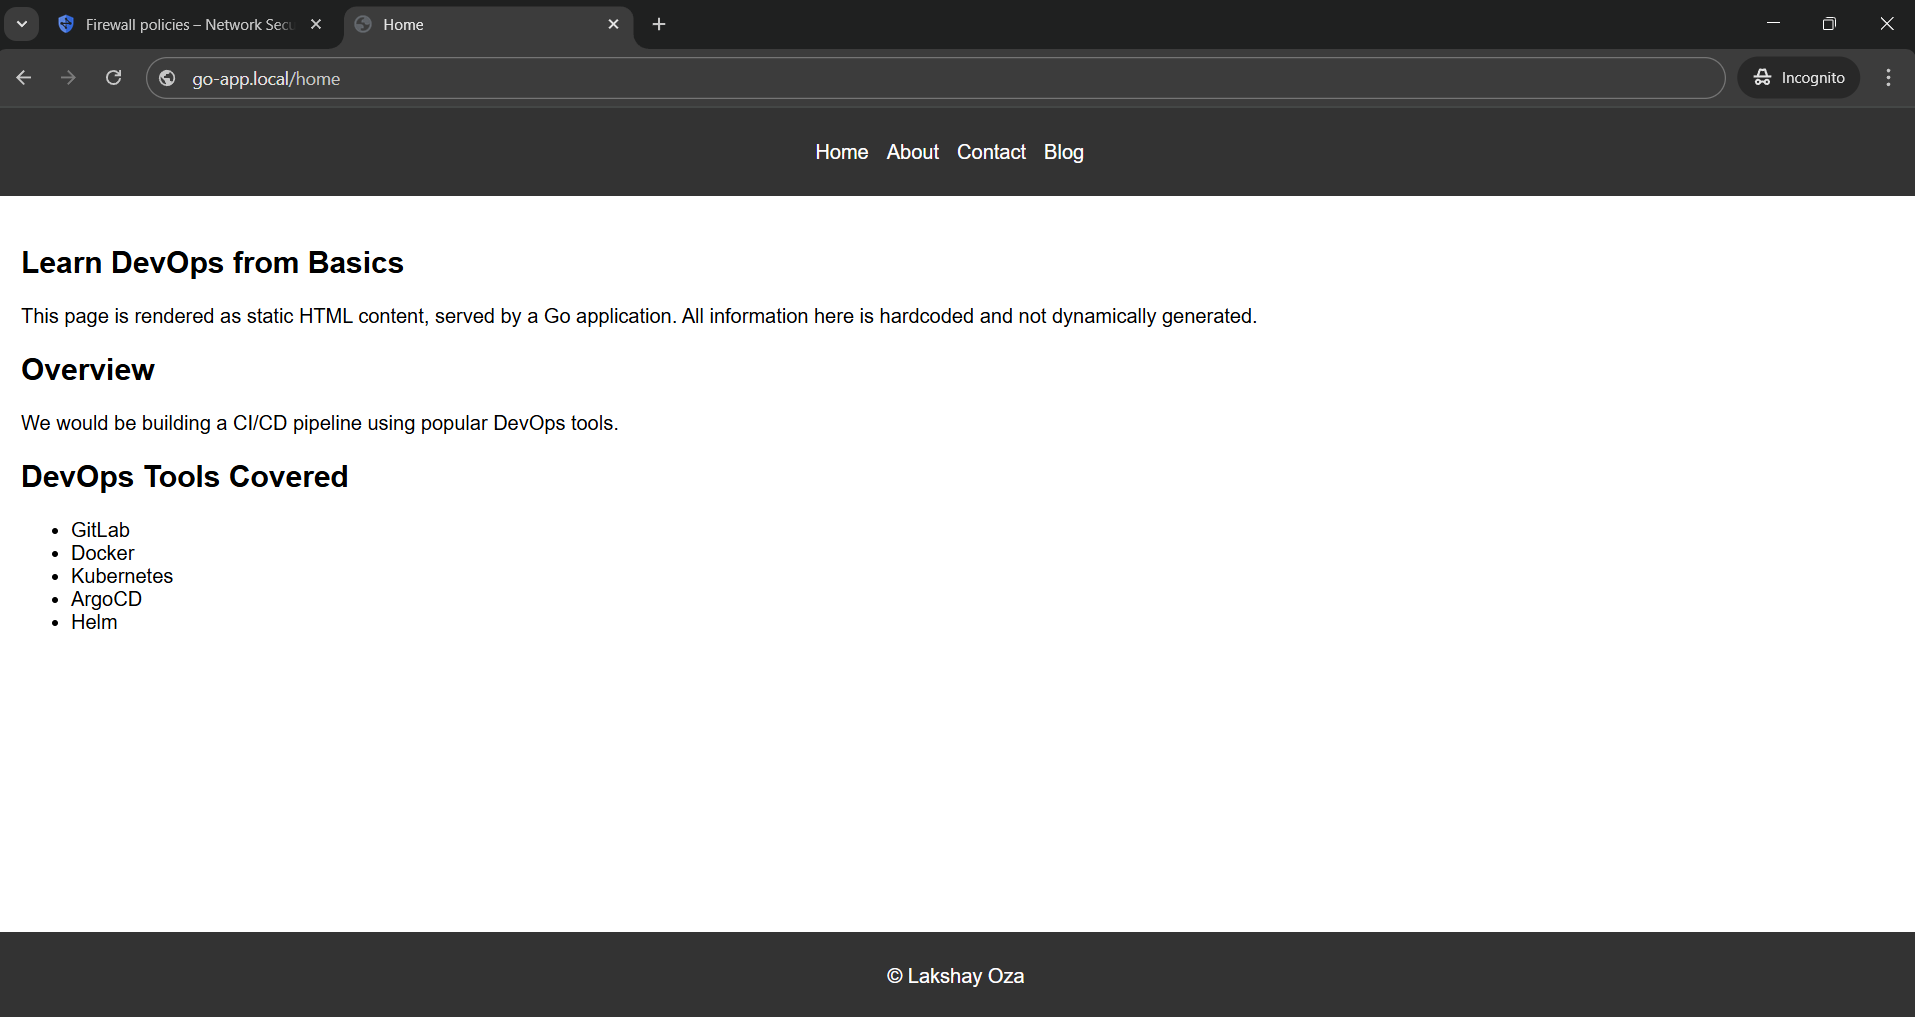 Firewall policies – Network Secu
Home
go-app.local/home
Incognito
Home About Contact Blog
Learn DevOps from Basics
This page is rendered as static HTML content, served by a Go application. All information here is hardcoded and not dynamically generated.
Overview
We would be building a CI/CD pipeline using popular DevOps tools.
DevOps Tools Covered
• GitLab
• Docker
• Kubernetes
• ArgoCD
• Helm
© Lakshay Oza